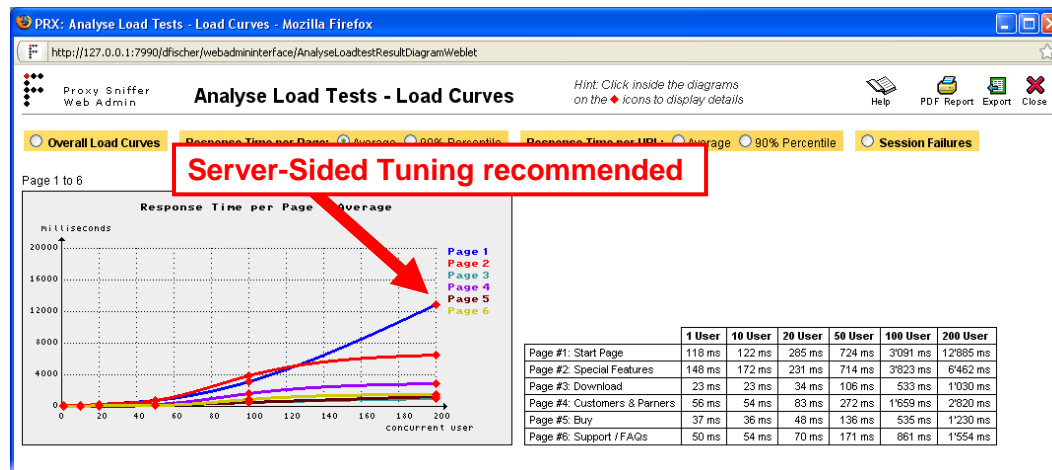 PRX: Analyse Load Tests - Load Curves - Mozilla Firefox
http://127.0.0.1:7990/dfischer/webadmininterface/AnalyseLoadtestResultDiagramWeblet
Proxy Sniffer
Web Admin
Analyse Load Tests - Load Curves
Hint: Click inside the diagrams
on the ♦ icons to display details
Help
PDF Report
Export
Close
Overall Load Curves
Response Time per Page: Average 90% Percentile
Response Time per URL: Average 90% Percentile
Session Failures
Server-Sided Tuning recommended
Page 1 to 6
Response Time per Page Average
milliseconds
20000
16000
12000
8000
4000
0
0 20 40 60 80 100 120 140 160 180 200
concurrent user
Page 1
Page 2
Page 3
Page 4
Page 5
Page 6
1 User 10 User 20 User 50 User 100 User 200 User
Page #1: Start Page 118 ms 122 ms 285 ms 724 ms 3'091 ms 12'885 ms
Page #2: Special Features 148 ms 172 ms 231 ms 714 ms 3'823 ms 6'462 ms
Page #3: Download 23 ms 23 ms 34 ms 106 ms 533 ms 1'030 ms
Page #4: Customers & Parners 56 ms 54 ms 83 ms 272 ms 1'659 ms 2'820 ms
Page #5: Buy 37 ms 36 ms 48 ms 136 ms 535 ms 1'230 ms
Page #6: Support / FAQs 50 ms 54 ms 70 ms 171 ms 861 ms 1'554 ms